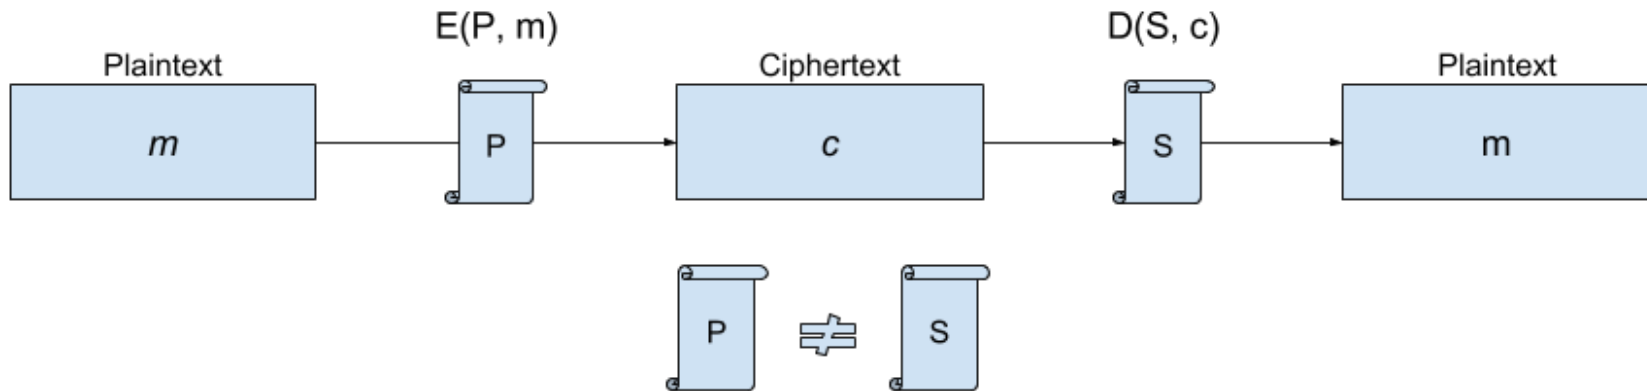 E(P, m)
D(S, c)
Plaintext
Ciphertext
Plaintext
m
P
c
S
m
P ≠ S